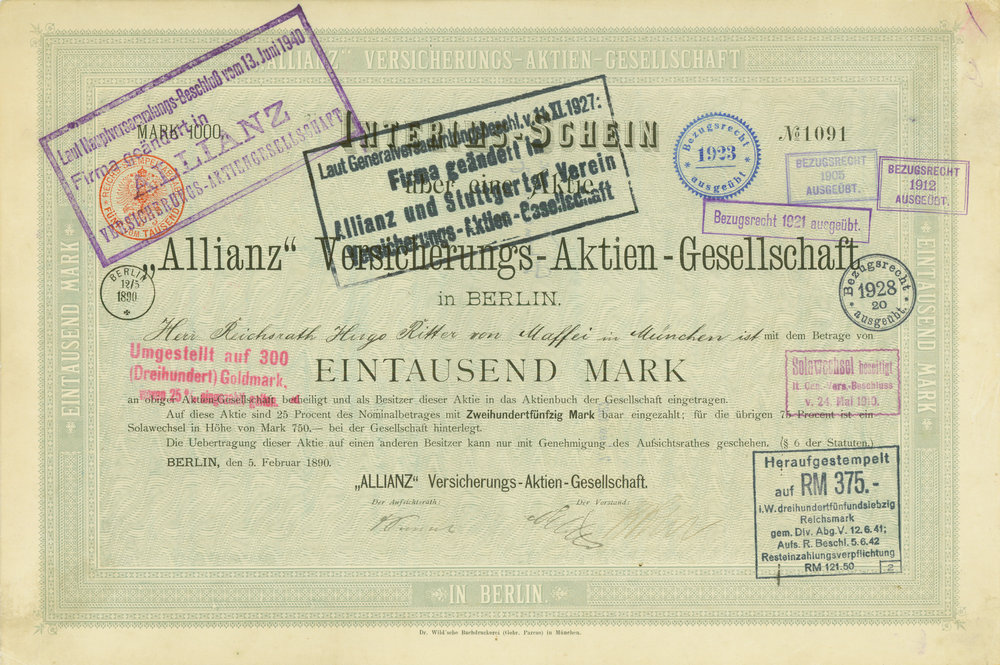 „ALLIANZ“ VERSICHERUNGS-AKTIEN-GESELLSCHAFT
Laut Hauptversammlungs-Beschluß vom 13. Juni 1940
Firma geändert in
ALLIANZ
VERSICHERUNGS-AKTIENGESELLSCHAFT
MARK 1000.
INTERIMS-SCHEIN
№ 1091
über eine Aktie
Laut Generalversammlungsbeschl. v. 11.XI.1927:
Firma geändert in
Allianz und Stuttgarter Verein
Versicherungs-Aktien-Gesellschaft
Bezugsrecht
1923
ausgeübt
BEZUGSRECHT
1905
AUSGEÜBT.
BEZUGSRECHT
1912
AUSGEÜBT.
Bezugsrecht 1921 ausgeübt.
„Allianz“ Versicherungs-Aktien-Gesellschaft
in BERLIN.
BERLIN
12/5
1890
Bezugsrecht
1928
20
ausgeübt.
EINTAUSEND MARK
EINTAUSEND MARK
Herr Reichsrath Hugo Ritter von Maffei in München ist mit dem Betrage von
EINTAUSEND MARK
Umgestellt auf 300
(Dreihundert) Goldmark,
Solawechsel beseitigt
lt. Gen.-Vers.-Beschluss
v. 24. Mai
an obiger Aktien-Gesellschaft betheiligt und als Besitzer dieser Aktie in das Aktienbuch der Gesellschaft eingetragen.
Auf diese Aktie sind 25 Procent des Nominalbetrages mit Zweihundertfünfzig Mark baar eingezahlt; für die übrigen 75 Procent ist ein
Solawechsel in Höhe von Mark 750.— bei der Gesellschaft hinterlegt.
Die Uebertragung dieser Aktie auf einen anderen Besitzer kann nur mit Genehmigung des Aufsichtsrathes geschehen. (§ 6 der Statuten.)
BERLIN, den 5. Februar 1890.
„ALLIANZ“ Versicherungs-Aktien-Gesellschaft.
Der Aufsichtsrath:
Der Vorstand:
Heraufgestempelt
auf RM 375.-
i.W. dreihundertfünfundsiebzig
Reichsmark
gem. Div. Abg. V. 12.6.41;
Aufs. R. Beschl. 5.6.42
Resteinzahlungsverpflichtung
RM 121.50
2
IN BERLIN.
Dr. Wild'sche Buchdruckerei (Gebr. Parcus) in München.